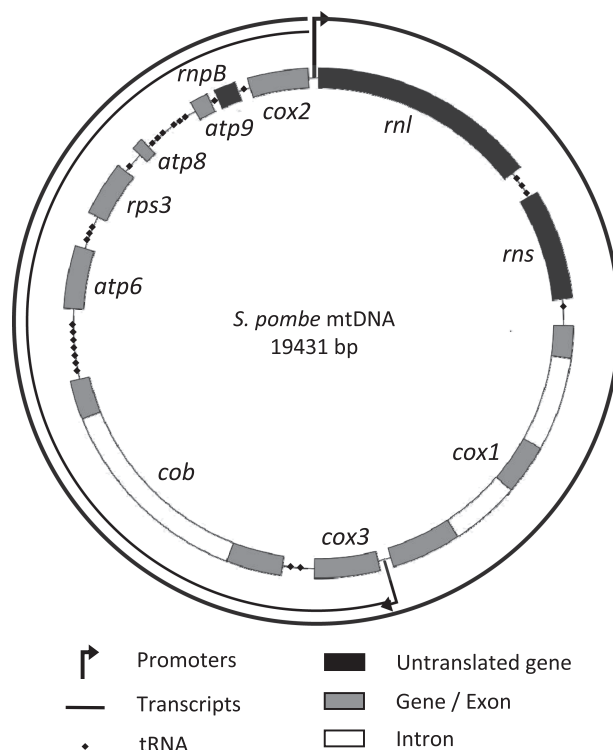 rnpB
cox2
rnl
atp9
atp8
rps3
rns
atp6
S. pombe mtDNA
19431 bp
cox1
cob
cox3
Promoters
Untranslated gene
Transcripts
Gene / Exon
tRNA
Intron